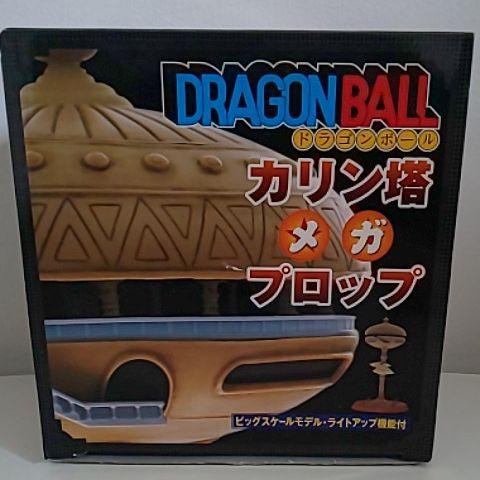 DRAGON BALL
ドラゴンボール
カリン塔
メガ
プロップ
ビッグスケールモデル・ライトアップ機能付